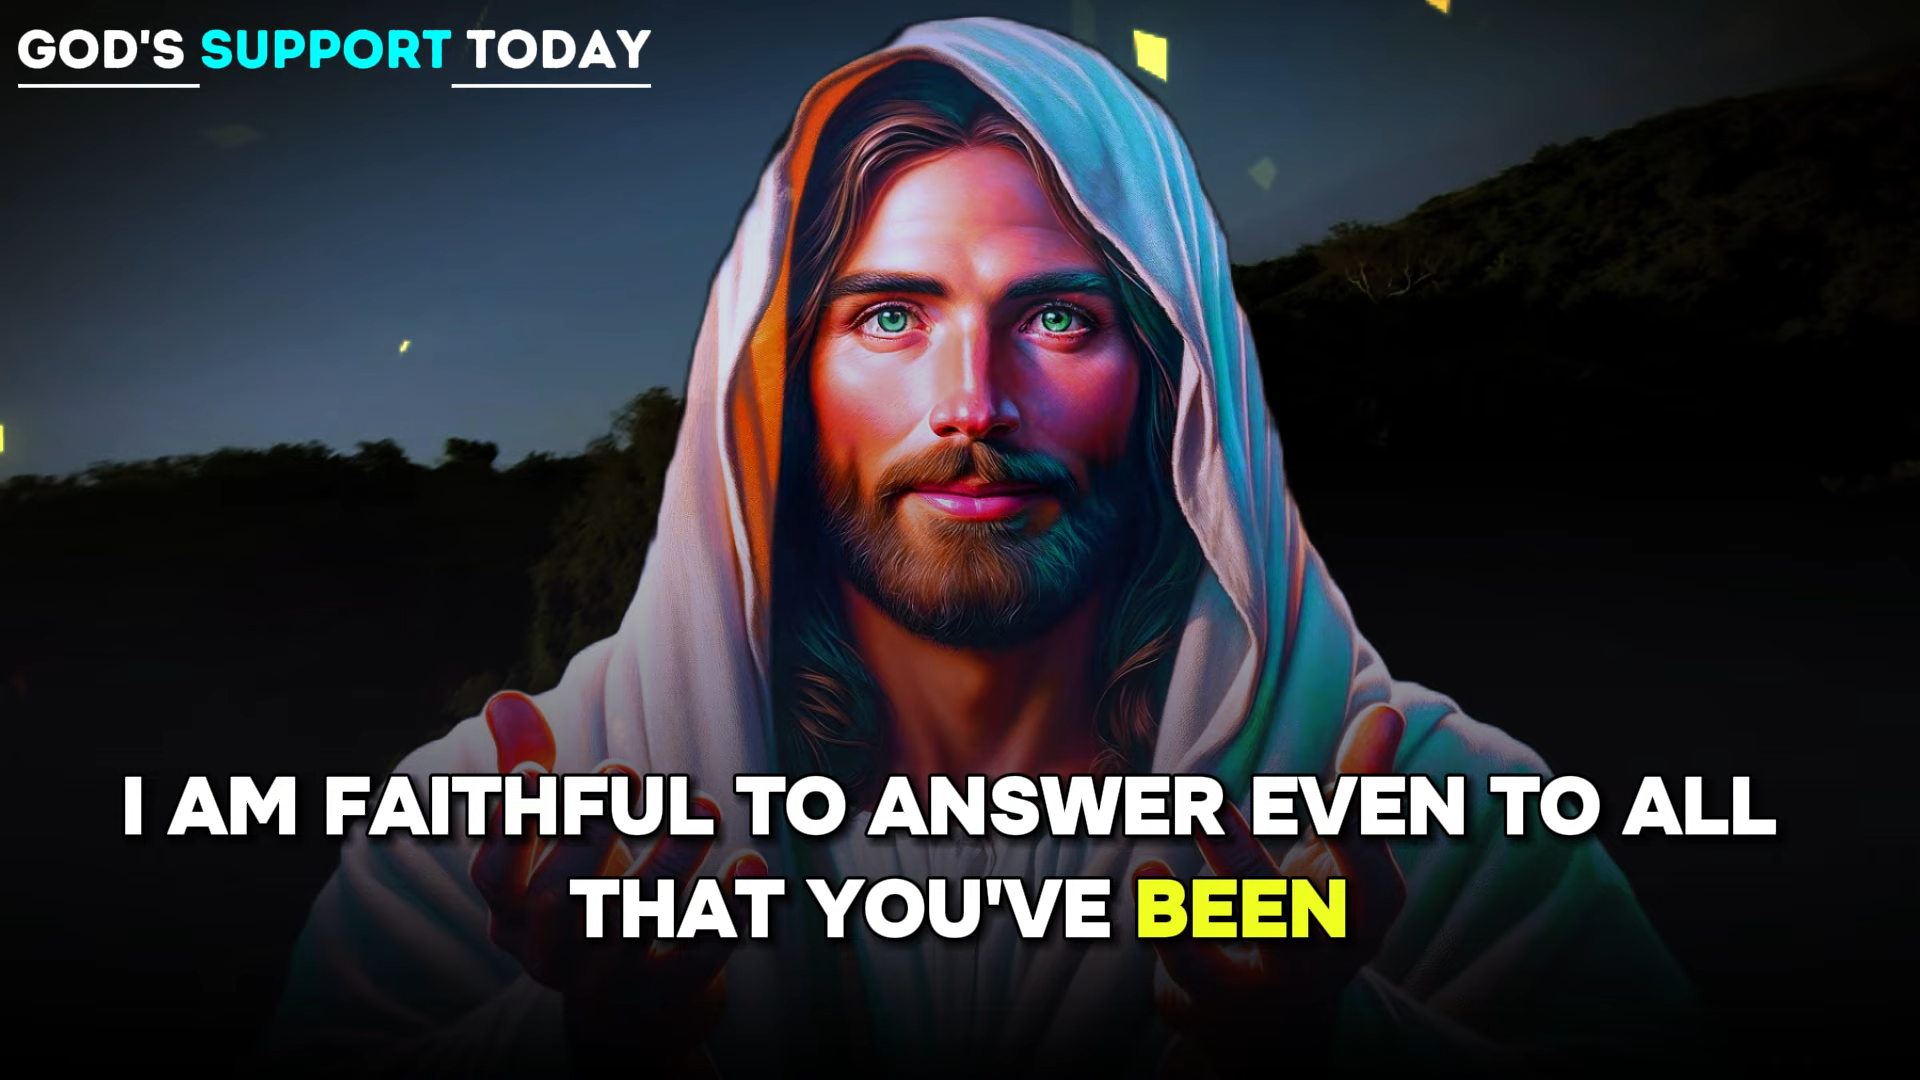 GOD'S SUPPORT TODAY
I AM FAITHFUL TO ANSWER EVEN TO ALL
THAT YOU'VE BEEN